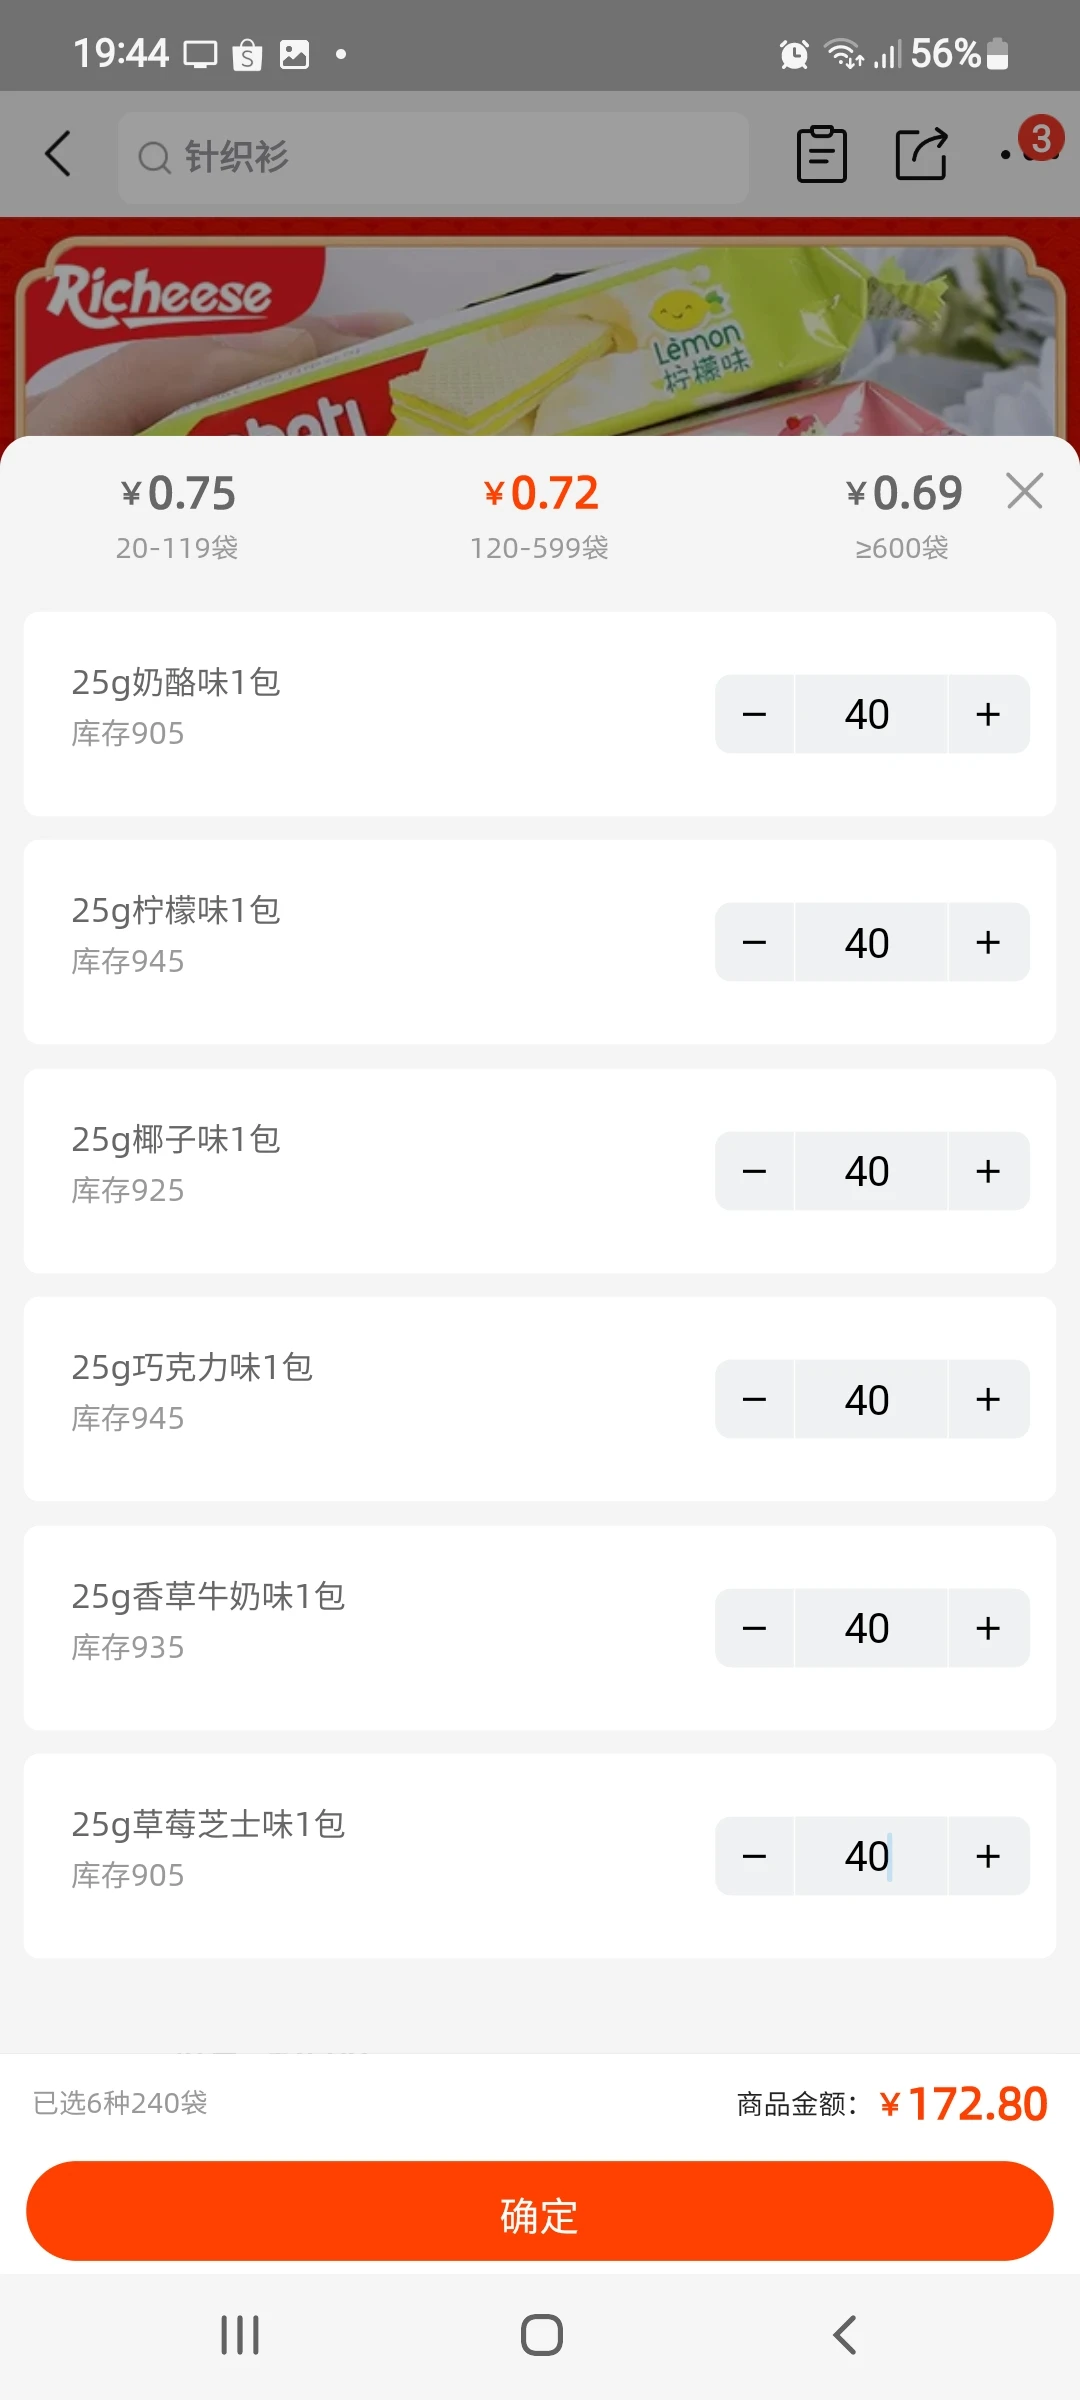 19:44
56%
针织衫
3
Richeese
Lemon
柠檬味
¥0.75
¥0.72
¥0.69
20-119袋
120-599袋
≥600袋
25g奶酪味1包
库存905
40
25g柠檬味1包
库存945
40
25g椰子味1包
库存925
40
25g巧克力味1包
库存945
40
25g香草牛奶味1包
库存935
40
25g草莓芝士味1包
库存905
40
已选6种240袋
商品金额：¥172.80
确定